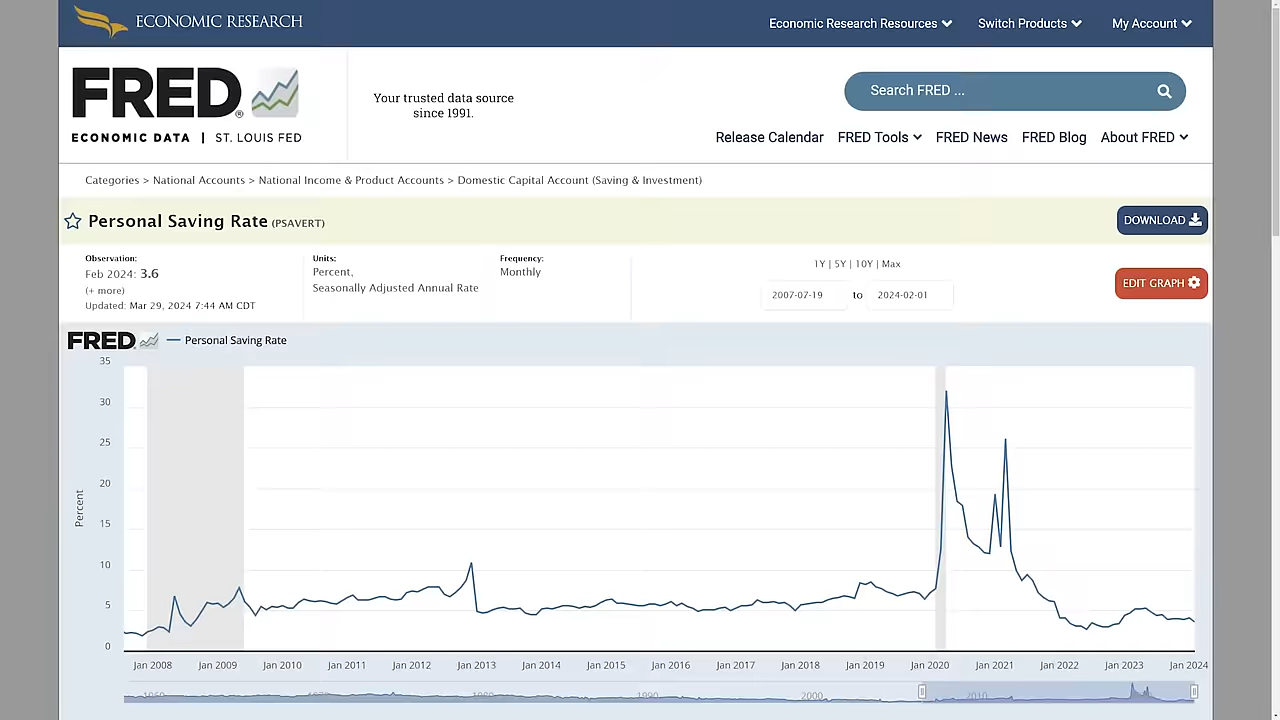 ECONOMIC RESEARCH
Economic Research Resources Switch Products My Account
FRED®
ECONOMIC DATA | ST. LOUIS FED
Your trusted data source
since 1991.
Search FRED ...
Release Calendar FRED Tools FRED News FRED Blog About FRED
Categories > National Accounts > National Income & Product Accounts > Domestic Capital Account (Saving & Investment)
Personal Saving Rate (PSAVERT)
DOWNLOAD
Observation:
Feb 2024: 3.6
(+ more)
Updated: Mar 29, 2024 7:44 AM CDT
Units:
Percent,
Seasonally Adjusted Annual Rate
Frequency:
Monthly
1Y | 5Y | 10Y | Max
2007-07-19 to 2024-02-01
EDIT GRAPH
FRED Personal Saving Rate
35
30
25
20
15
10
5
0
Percent
Jan 2008 Jan 2009 Jan 2010 Jan 2011 Jan 2012 Jan 2013 Jan 2014 Jan 2015 Jan 2016 Jan 2017 Jan 2018 Jan 2019 Jan 2020 Jan 2021 Jan 2022 Jan 2023 Jan 2024
1960 1970 1980 1990 2000 2010